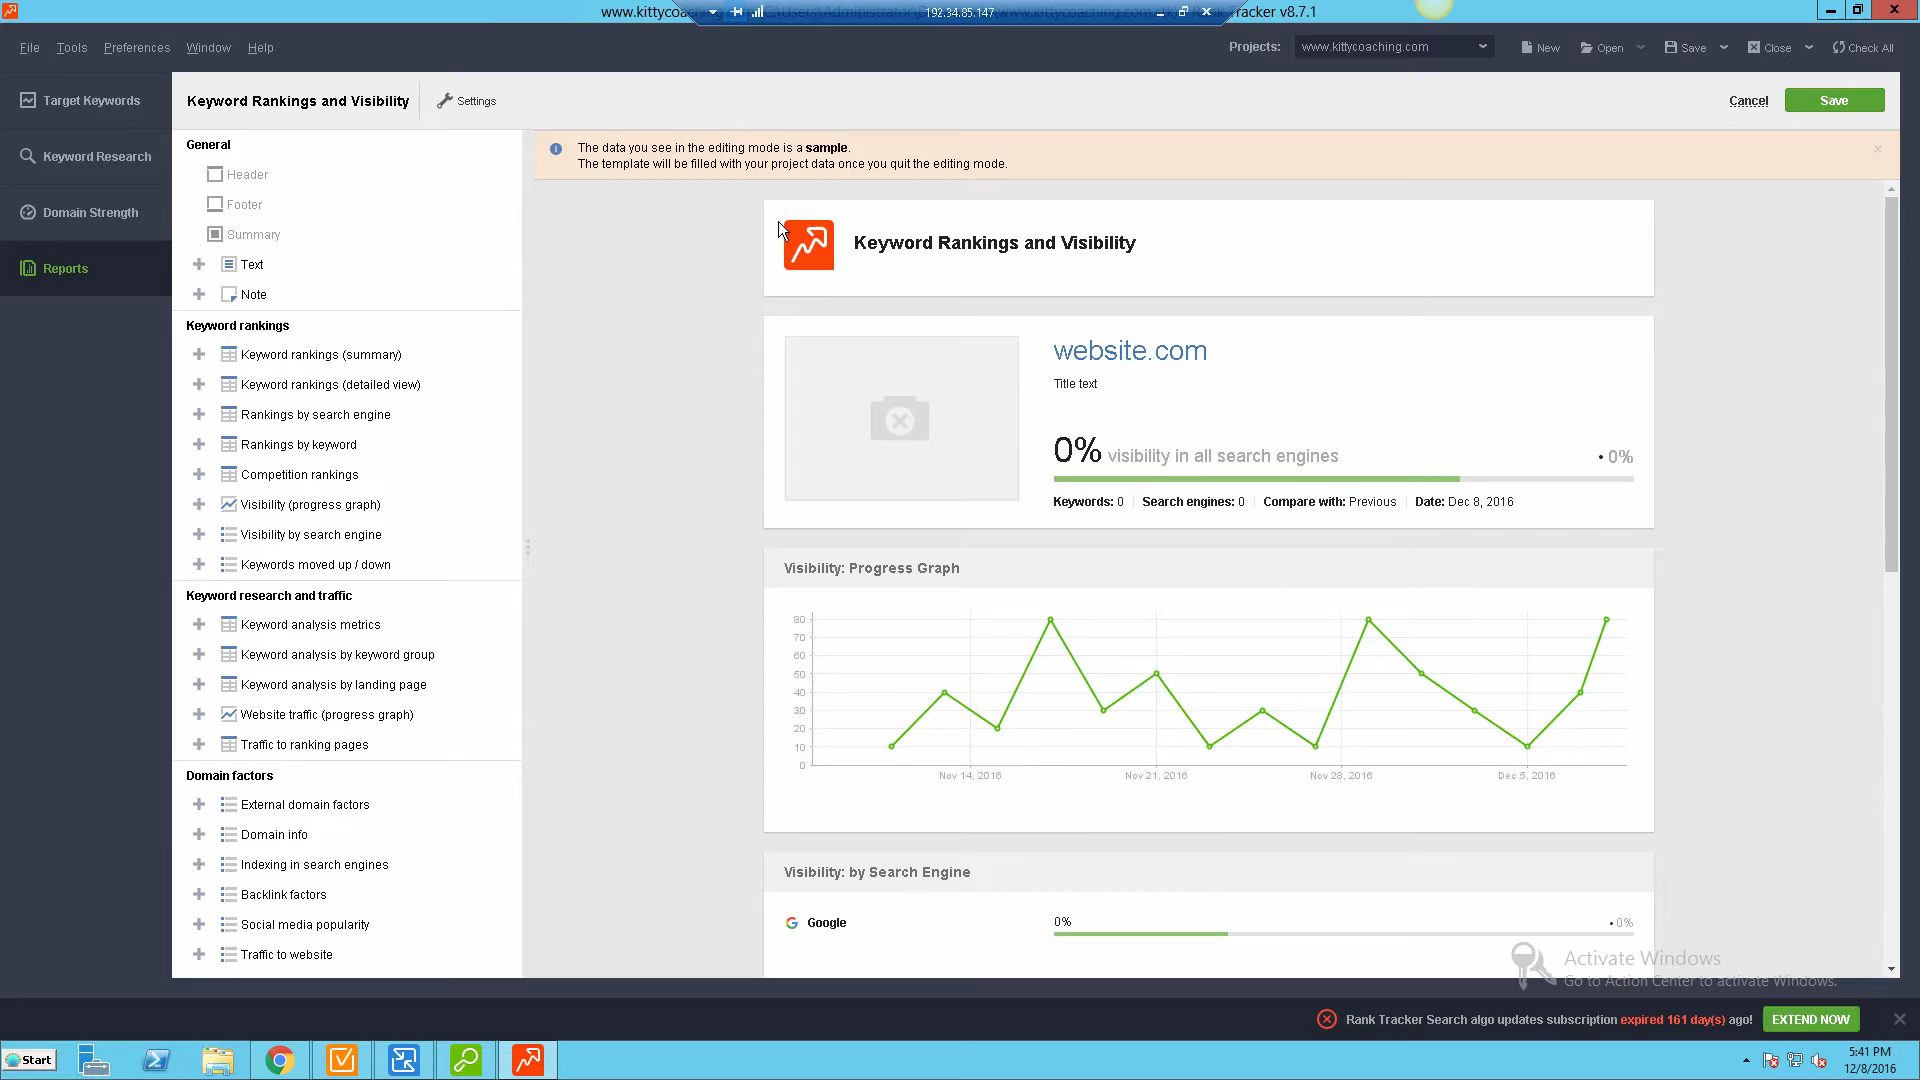 www.kittycoaching.
192.34.85.147
Tracker v8.7.1
File Tools Preferences Window Help
Projects: www.kittycoaching.com New Open Save Close Check All
Target Keywords
Keyword Research
Domain Strength
Reports
Keyword Rankings and Visibility Settings
Cancel Save
General
Header
Footer
Summary
Text
Note
Keyword rankings
Keyword rankings (summary)
Keyword rankings (detailed view)
Rankings by search engine
Rankings by keyword
Competition rankings
Visibility (progress graph)
Visibility by search engine
Keywords moved up / down
Keyword research and traffic
Keyword analysis metrics
Keyword analysis by keyword group
Keyword analysis by landing page
Website traffic (progress graph)
Traffic to ranking pages
Domain factors
External domain factors
Domain info
Indexing in search engines
Backlink factors
Social media popularity
Traffic to website
The data you see in the editing mode is a sample.
The template will be filled with your project data once you quit the editing mode.
Keyword Rankings and Visibility
website.com
Title text
0% visibility in all search engines • 0%
Keywords: 0 Search engines: 0 Compare with: Previous Date: Dec 8, 2016
Visibility: Progress Graph
80
70
60
50
40
30
20
10
0
Nov 14, 2016 Nov 21, 2016 Nov 28, 2016 Dec 5, 2016
Visibility: by Search Engine
Google 0% • 0%
Activate Windows
Go to Action Center to activate Windows.
Rank Tracker Search algo updates subscription expired 161 day(s) ago! EXTEND NOW
Start
5:41 PM
12/8/2016